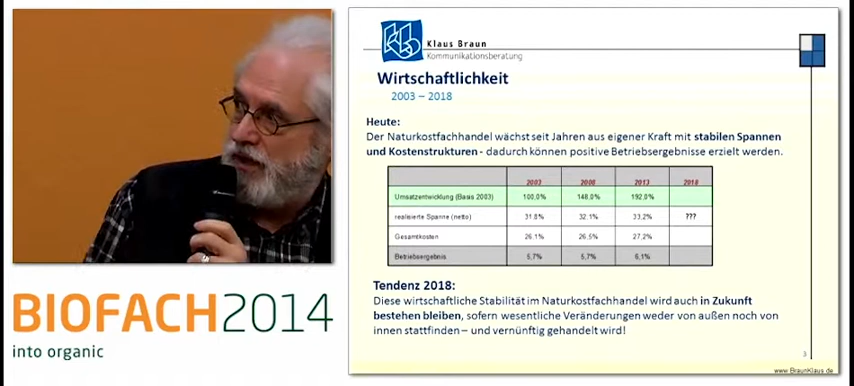 Klaus Braun
Kommunikationsberatung
Wirtschaftlichkeit
2003 – 2018
Heute:
Der Naturkostfachhandel wächst seit Jahren aus eigener Kraft mit stabilen Spannen
und Kostenstrukturen - dadurch können positive Betriebsergebnisse erzielt werden.
2003 2008 2013 2018
Umsatzentwicklung (Basis 2003) 100,0% 148,0% 192,0%
realisierte Spanne (netto) 31,8% 32,1% 33,2% ???
Gesamtkosten 26,1% 26,5% 27,2%
Betriebsergebnis 5,7% 5,7% 6,1%
Tendenz 2018:
Diese wirtschaftliche Stabilität im Naturkostfachhandel wird auch in Zukunft
bestehen bleiben, sofern wesentliche Veränderungen weder von außen noch von
innen stattfinden – und vernünftig gehandelt wird!
3
www.BraunKlaus.de
BIOFACH2014
into organic